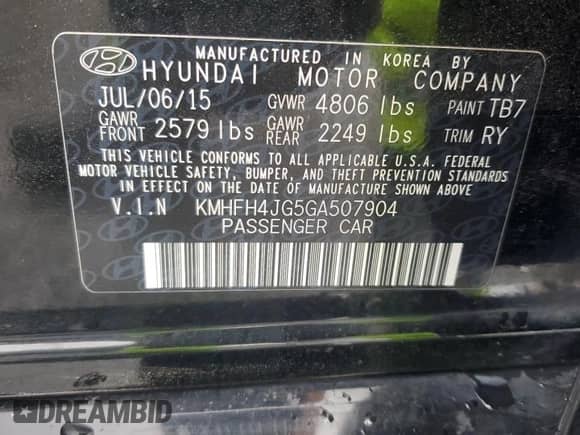 MANUFACTURED IN KOREA BY
HYUNDAI MOTOR COMPANY
JUL/06/15 GVWR 4806 lbs PAINT TB7
GAWR FRONT 2579 lbs GAWR REAR 2249 lbs TRIM RY
THIS VEHICLE CONFORMS TO ALL APPLICABLE U.S.A. FEDERAL
MOTOR VEHICLE SAFETY, BUMPER, AND THEFT PREVENTION STANDARDS
IN EFFECT ON THE DATE OF MANUFACTURE SHOWN ABOVE
V.I.N KMHFH4JG5GA507904
PASSENGER CAR
DREAMBID